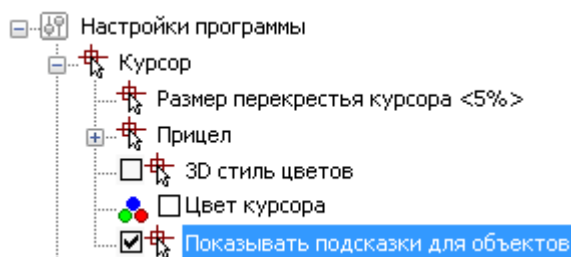 Настройки программы
Курсор
Размер перекрестья курсора <5%>
Прицел
3D стиль цветов
Цвет курсора
Показывать подсказки для объектов